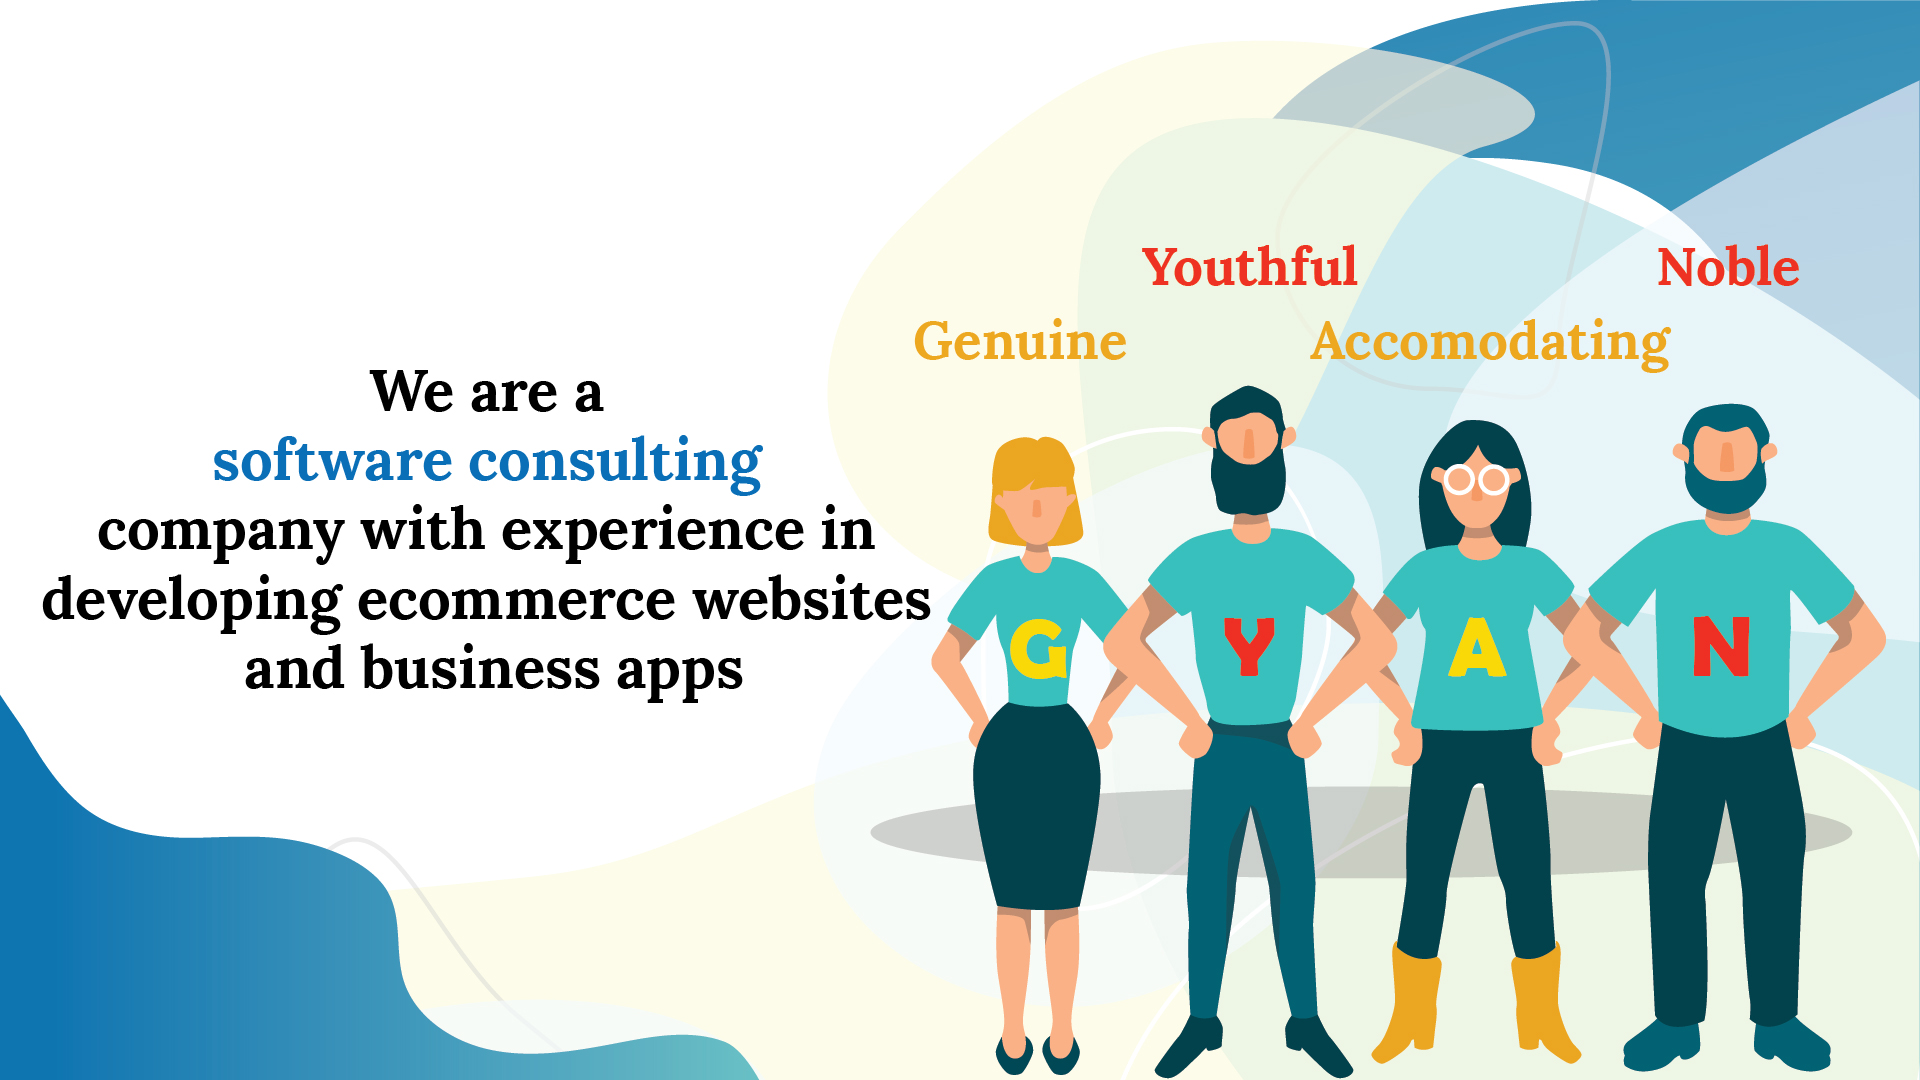 Youthful Noble
Genuine Accomodating
We are a
software consulting
company with experience in
developing ecommerce websites
and business apps
G Y A N